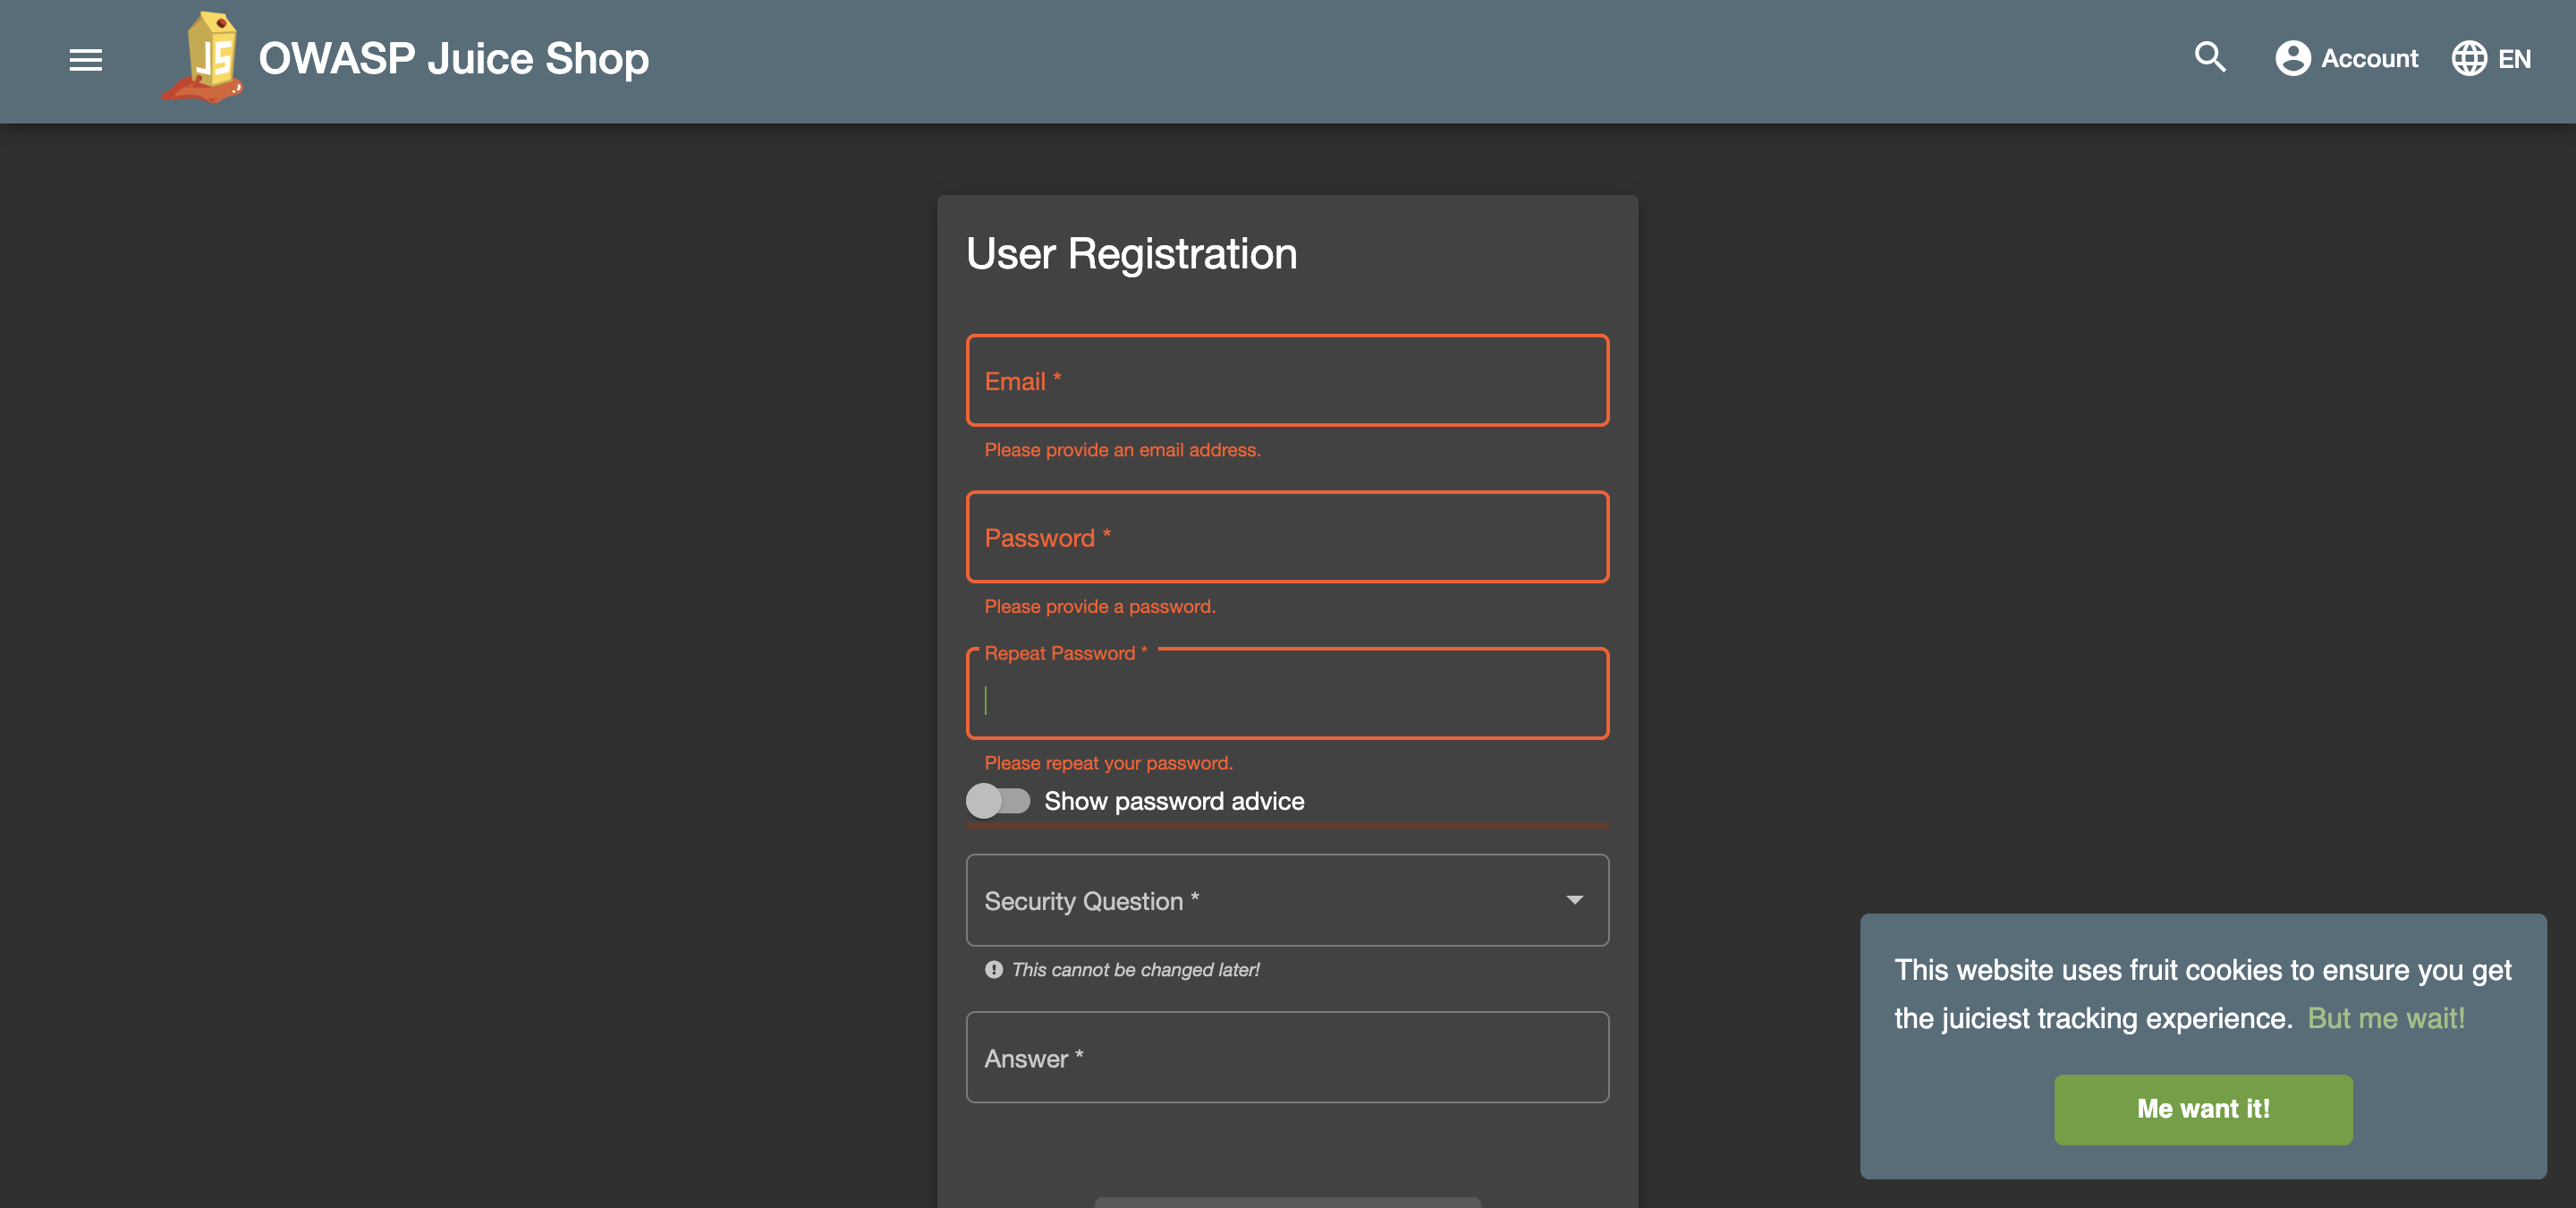 OWASP Juice Shop
Account
EN
User Registration
Email *
Please provide an email address.
Password *
Please provide a password.
Repeat Password *
Please repeat your password.
Show password advice
Security Question *
This cannot be changed later!
Answer *
This website uses fruit cookies to ensure you get
the juiciest tracking experience. But me wait!
Me want it!
JS